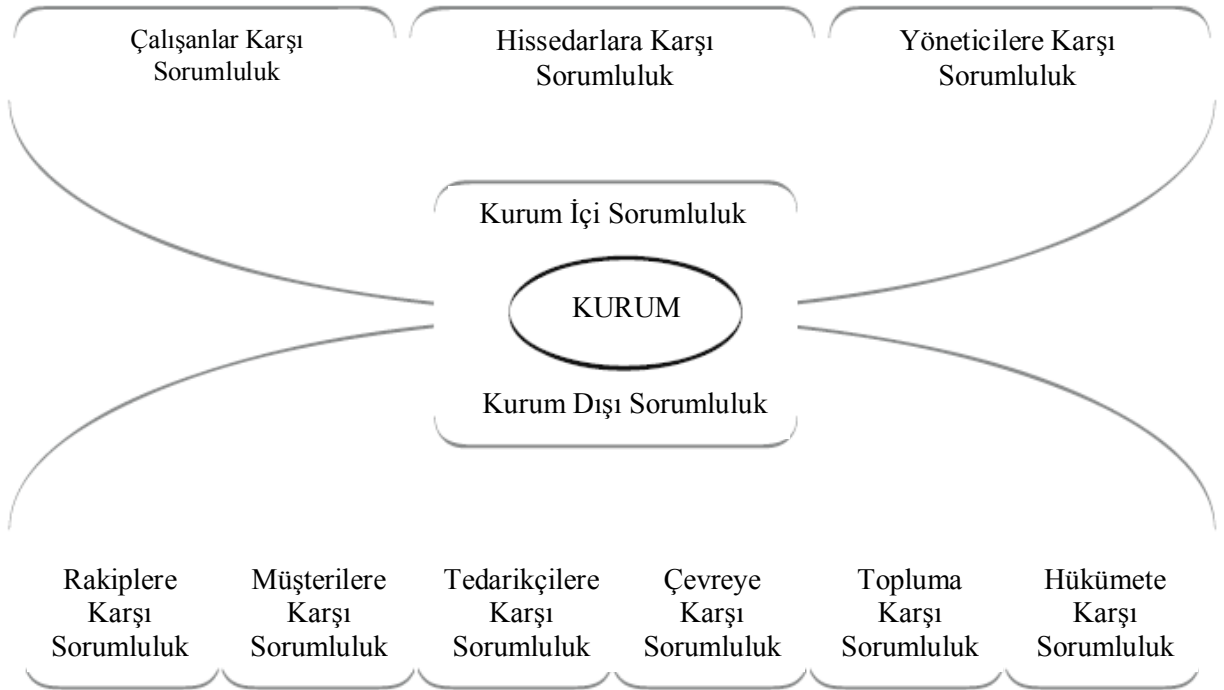 Çalışanlar Karşı
Sorumluluk
Hissedarlara Karşı
Sorumluluk
Yöneticilere Karşı
Sorumluluk
Kurum İçi Sorumluluk
KURUM
Kurum Dışı Sorumluluk
Rakiplere
Karşı
Sorumluluk
Müşterilere
Karşı
Sorumluluk
Tedarikçilere
Karşı
Sorumluluk
Çevreye
Karşı
Sorumluluk
Topluma
Karşı
Sorumluluk
Hükümete
Karşı
Sorumluluk